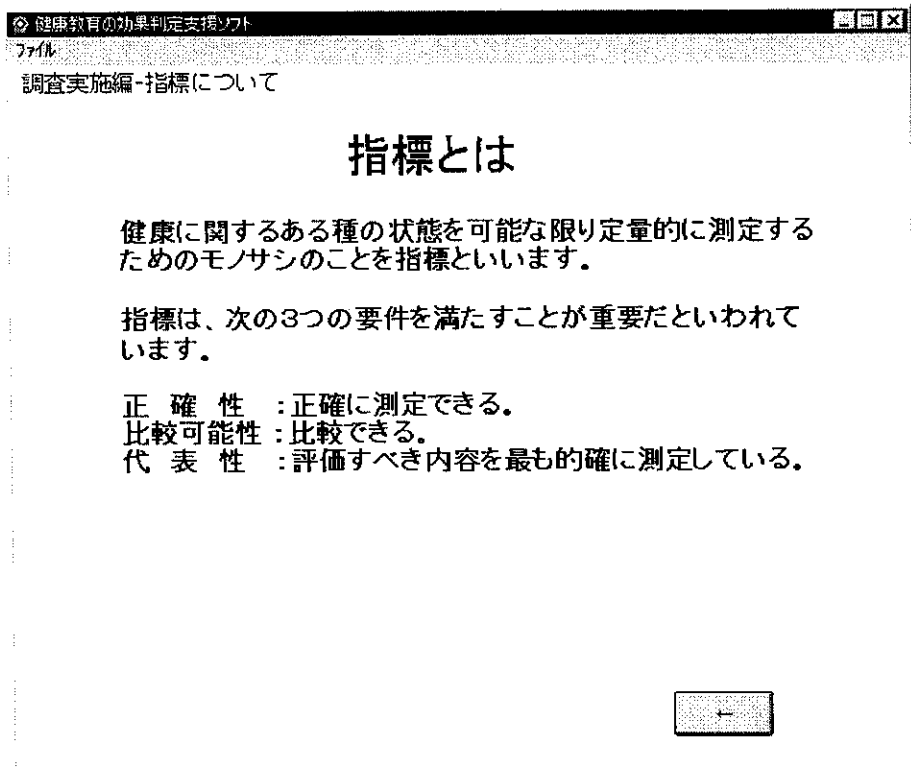 健康教育の効果判定支援ソフト
ファイル
調査実施編-指標について
指標とは
健康に関するある種の状態を可能な限り定量的に測定する
ためのモノサシのことを指標といいます。
指標は、次の3つの要件を満たすことが重要だといわれて
います。
正 確 性 :正確に測定できる。
比較可能性:比較できる。
代 表 性 :評価すべき内容を最も的確に測定している。
←